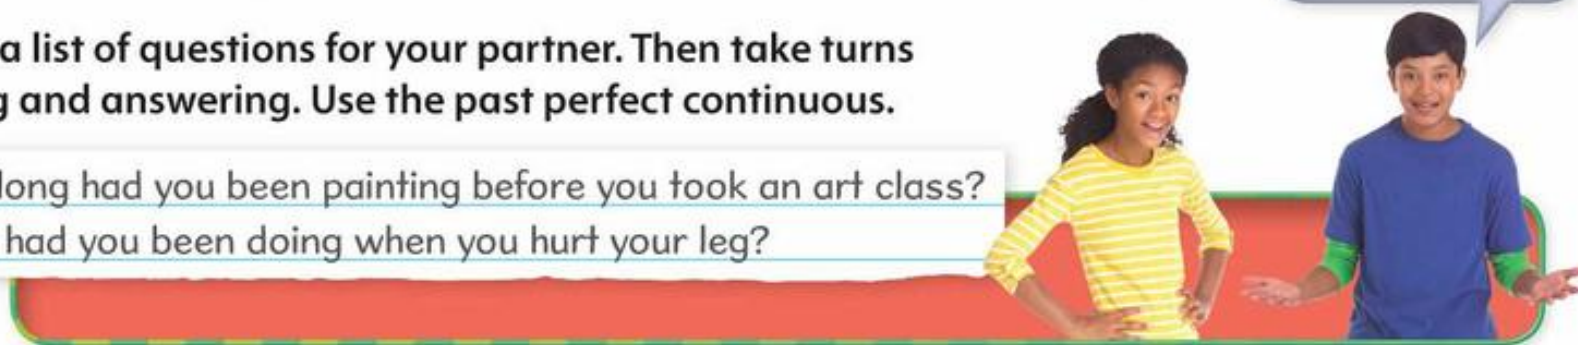 a list of questions for your partner. Then take turns
g and answering. Use the past perfect continuous.
long had you been painting before you took an art class?
had you been doing when you hurt your leg?